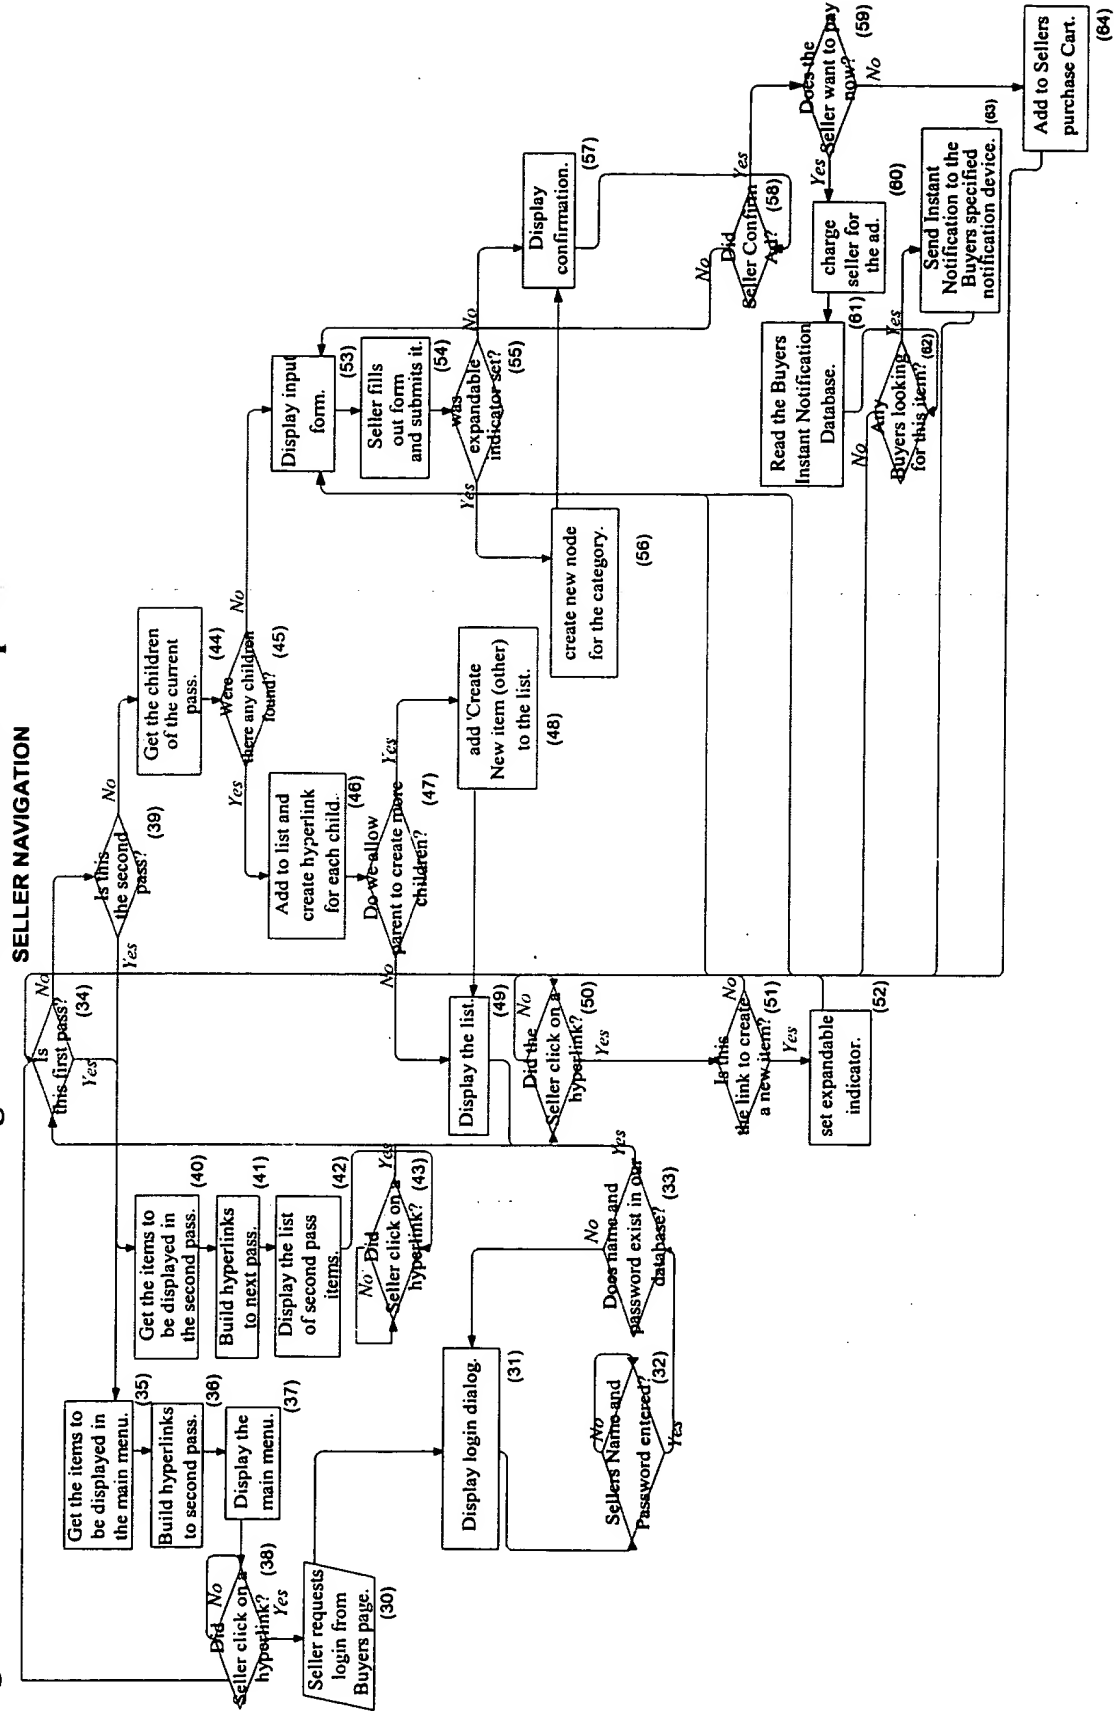 SELLER NAVIGATION
Seller requests
login from
Buyers page.
(30)
Display login dialog.
(31)
Sellers Name and
Password entered?
(32)
No
Yes
Does name and
password exist in our
database?
(33)
No
Yes
Is
this first pass?
(34)
No
Yes
Get the items to
be displayed in
the main menu.
(35)
Build hyperlinks
to second pass.
(36)
Display the
main menu.
(37)
Did
Seller click on a
hyperlink?
(38)
No
Yes
Is this
the second
pass?
(39)
No
Yes
Get the items to
be displayed in
the second pass.
(40)
Build hyperlinks
to next pass.
(41)
Display the list
of second pass
items.
(42)
Did
Seller click on a
hyperlink?
(43)
No
Yes
Get the children
of the current
pass.
(44)
Were
there any children
found?
(45)
No
Yes
Add to list and
create hyperlink
for each child.
(46)
Do we allow
parent to create more
children?
(47)
No
Yes
add 'Create
New item (other)
to the list.
(48)
Display the list.
(49)
Did the
Seller click on a
hyperlink?
(50)
No
Yes
Is this
the link to create
a new item?
(51)
No
Yes
set expandable
indicator.
(52)
Display input
form.
(53)
Seller fills
out form
and submits it.
(54)
was
expandable
indicator set?
(55)
No
Yes
create new node
for the category.
(56)
Display
confirmation.
(57)
Did
Seller Confirm
Ad?
(58)
No
Yes
Does the
Seller want to pay
now?
(59)
No
Yes
charge
seller for
the ad.
(60)
Read the Buyers
Instant Notification
Database.
(61)
Any
Buyers looking
for this item?
(62)
No
Yes
Send Instant
Notification to the
Buyers specified
notification device.
(63)
Add to Sellers
purchase Cart.
(64)